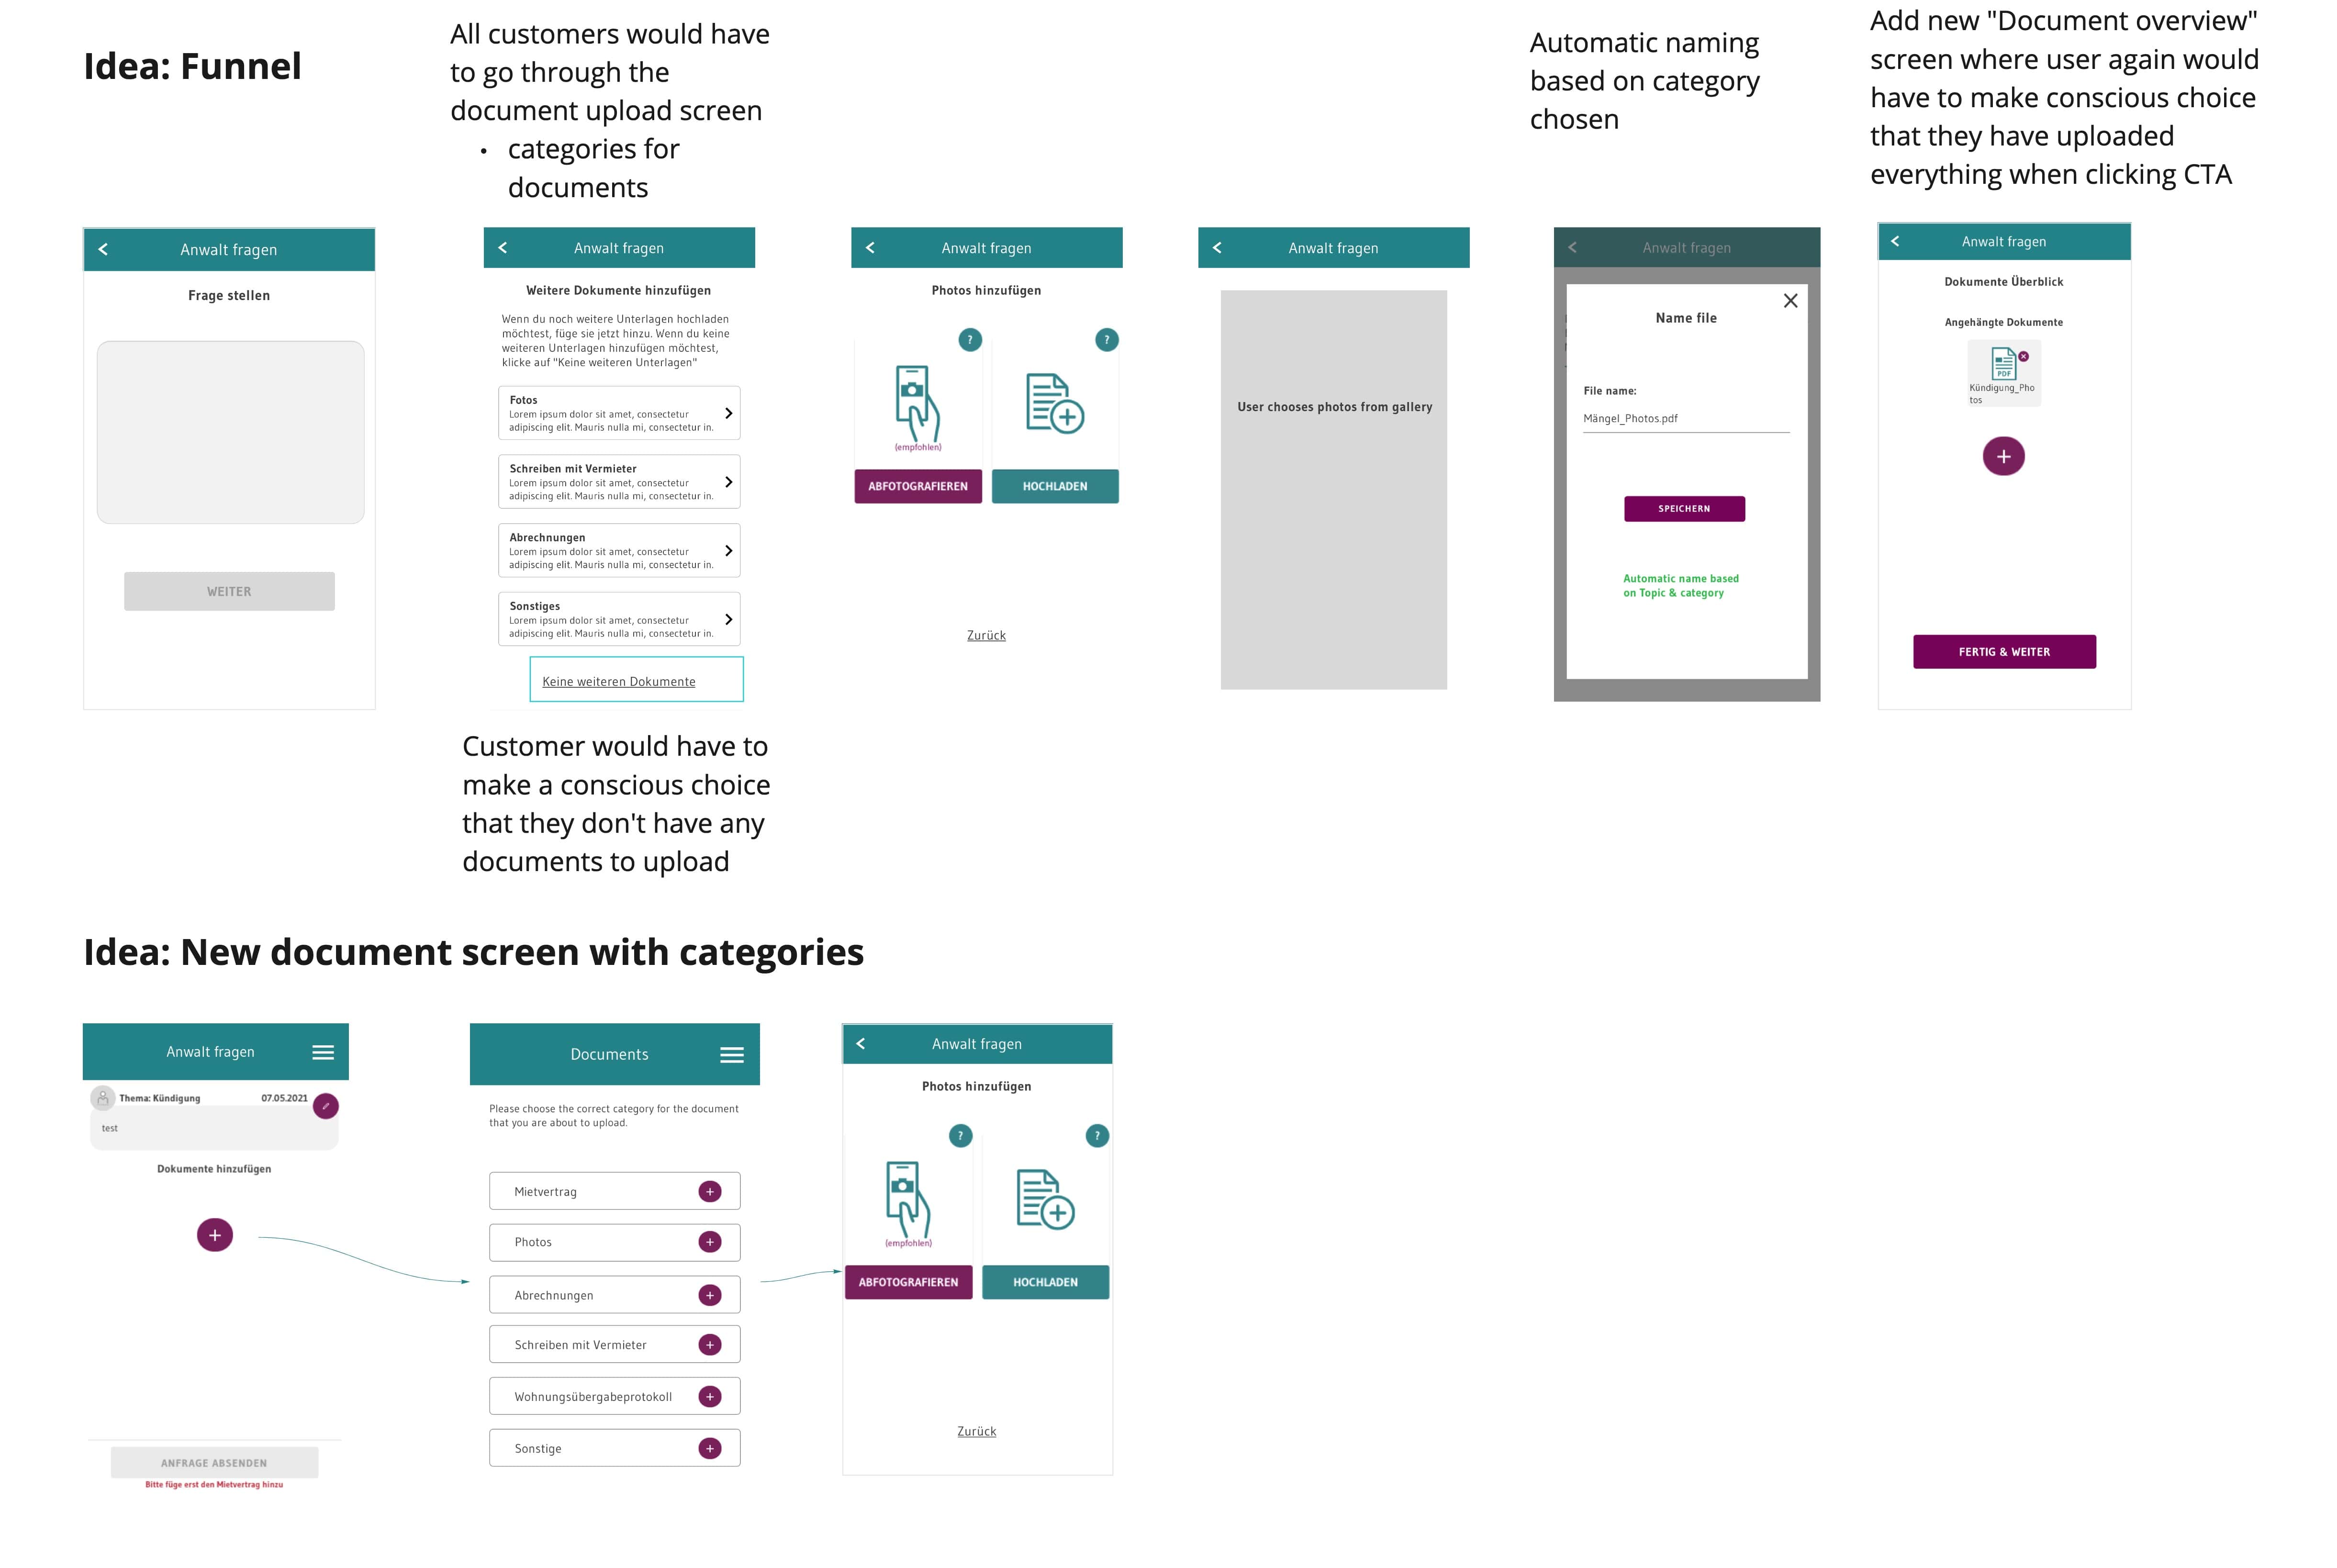 Idea: Funnel
All customers would have
to go through the
document upload screen
• categories for
documents
Automatic naming
based on category
chosen
Add new "Document overview"
screen where user again would
have to make conscious choice
that they have uploaded
everything when clicking CTA
Anwalt fragen
Frage stellen
WEITER
Anwalt fragen
Weitere Dokumente hinzufügen
Wenn du noch weitere Unterlagen hochladen
möchtest, füge sie jetzt hinzu. Wenn du keine
weiteren Unterlagen hinzufügen möchtest,
klicke auf "Keine weiteren Unterlagen"
Fotos
Lorem ipsum dolor sit amet, consectetur
adipiscing elit. Mauris nulla mi, consectetur in.
Schreiben mit Vermieter
Lorem ipsum dolor sit amet, consectetur
adipiscing elit. Mauris nulla mi, consectetur in.
Abrechnungen
Lorem ipsum dolor sit amet, consectetur
adipiscing elit. Mauris nulla mi, consectetur in.
Sonstiges
Lorem ipsum dolor sit amet, consectetur
adipiscing elit. Mauris nulla mi, consectetur in.
Keine weiteren Dokumente
Customer would have to
make a conscious choice
that they don't have any
documents to upload
Anwalt fragen
Photos hinzufügen
? ?
(empfohlen)
ABFOTOGRAFIEREN HOCHLADEN
Zurück
Anwalt fragen
User chooses photos from gallery
Anwalt fragen
Name file
File name:
Mängel_Photos.pdf
SPEICHERN
Automatic name based
on Topic & category
Anwalt fragen
Dokumente Überblick
Angehängte Dokumente
PDF
Kündigung_Pho
tos
+
FERTIG & WEITER
Idea: New document screen with categories
Anwalt fragen
Thema: Kündigung 07.05.2021
test
Dokumente hinzufügen
+
ANFRAGE ABSENDEN
Bitte füge erst den Mietvertrag hinzu
Documents
Please choose the correct category for the document
that you are about to upload.
Mietvertrag +
Photos +
Abrechnungen +
Schreiben mit Vermieter +
Wohnungsübergabeprotokoll +
Sonstige +
Anwalt fragen
Photos hinzufügen
? ?
(empfohlen)
ABFOTOGRAFIEREN HOCHLADEN
Zurück